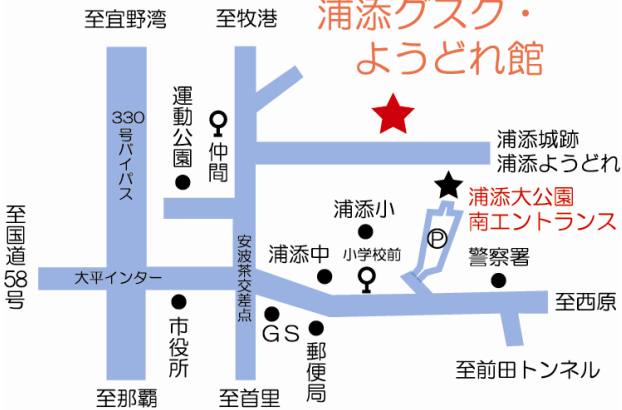 至宜野湾
至牧港
浦添グスク・
ようどれ館
330号バイパス
運動公園
仲間
浦添城跡
浦添ようどれ
浦添大公園
南エントランス
浦添小
小学校前
P
警察署
浦添中
至国道58号
大平インター
安波茶交差点
至西原
市役所
GS
郵便局
至前田トンネル
至那覇
至首里